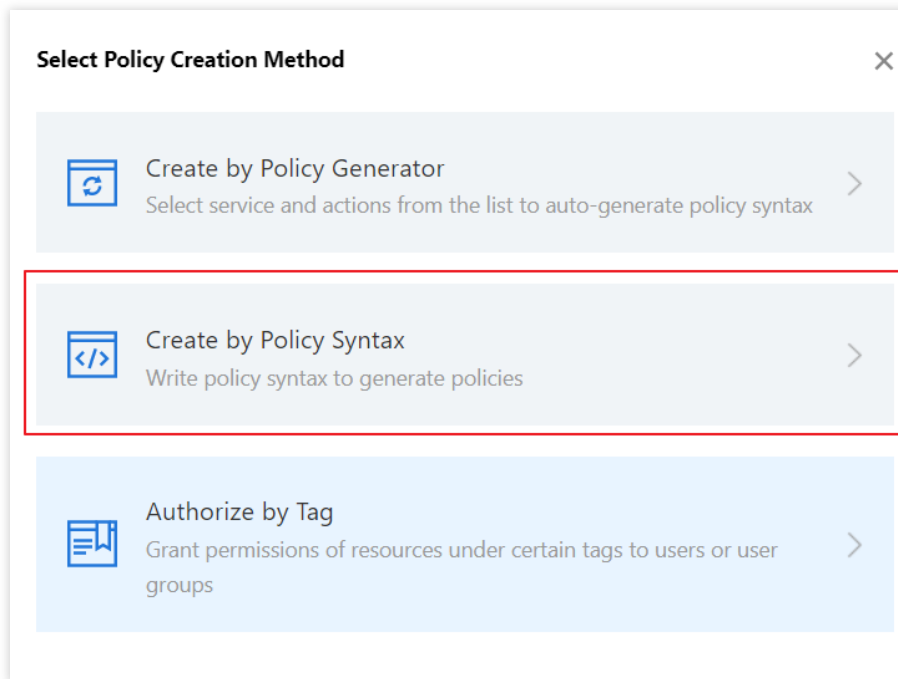 Select Policy Creation Method
Create by Policy Generator
Select service and actions from the list to auto-generate policy syntax
Create by Policy Syntax
Write policy syntax to generate policies
Authorize by Tag
Grant permissions of resources under certain tags to users or user
groups